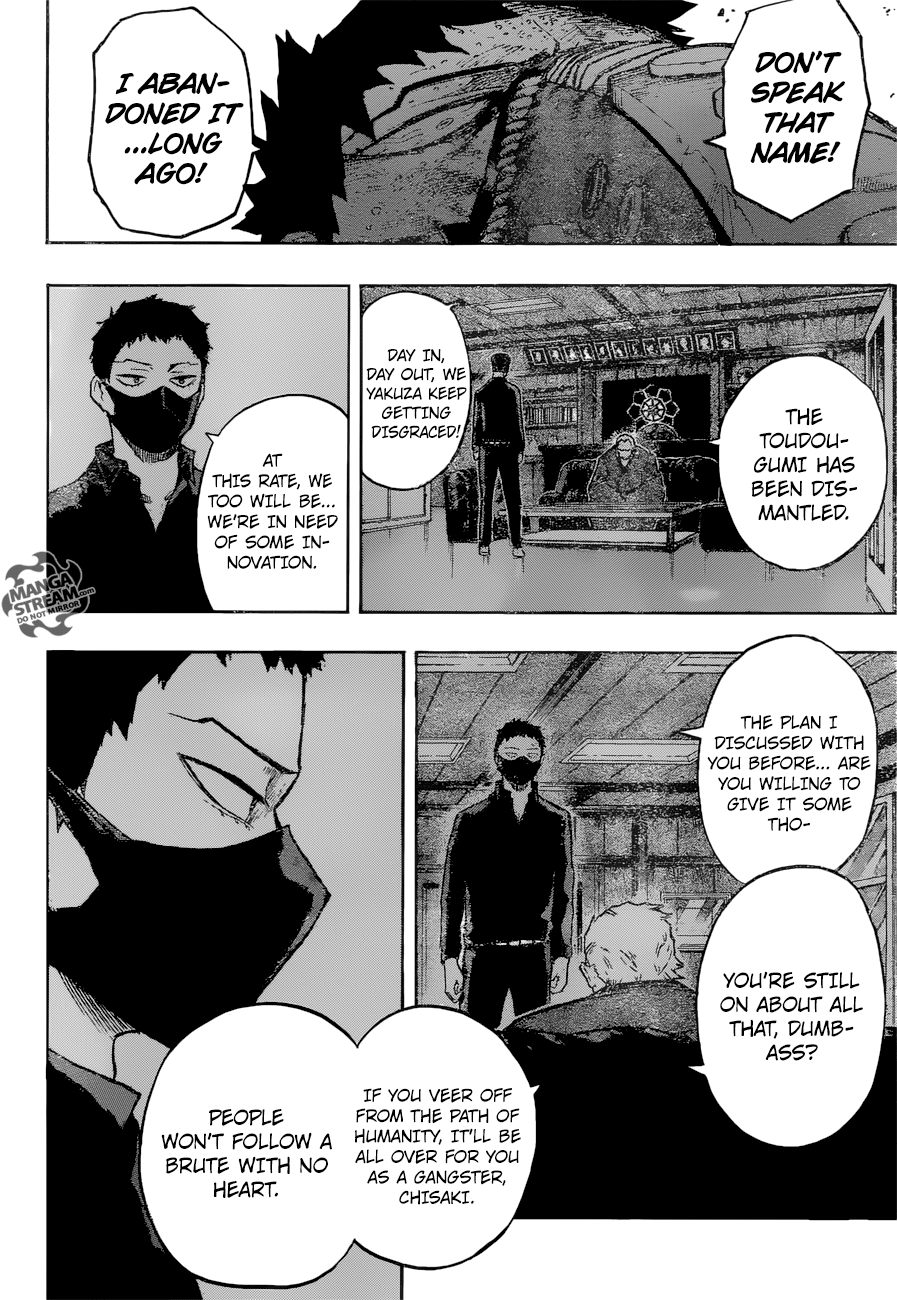 DON'T
SPEAK
THAT
NAME!
I ABAN-
DONED IT
...LONG
AGO!
THE
TOUDOU-
GUMI HAS
BEEN DIS-
MANTLED.
DAY IN,
DAY OUT, WE
YAKUZA KEEP
GETTING
DISGRACED!
AT
THIS RATE, WE
TOO WILL BE...
WE'RE IN NEED
OF SOME IN-
NOVATION.
MANGA
STREAM.com
DO NOT MIRROR
THE PLAN I
DISCUSSED WITH
YOU BEFORE... ARE
YOU WILLING TO
GIVE IT SOME
THO-
YOU'RE STILL
ON ABOUT ALL
THAT, DUMB-
ASS?
IF YOU VEER OFF
FROM THE PATH OF
HUMANITY, IT'LL BE
ALL OVER FOR YOU
AS A GANGSTER,
CHISAKI.
PEOPLE
WON'T FOLLOW A
BRUTE WITH NO
HEART.